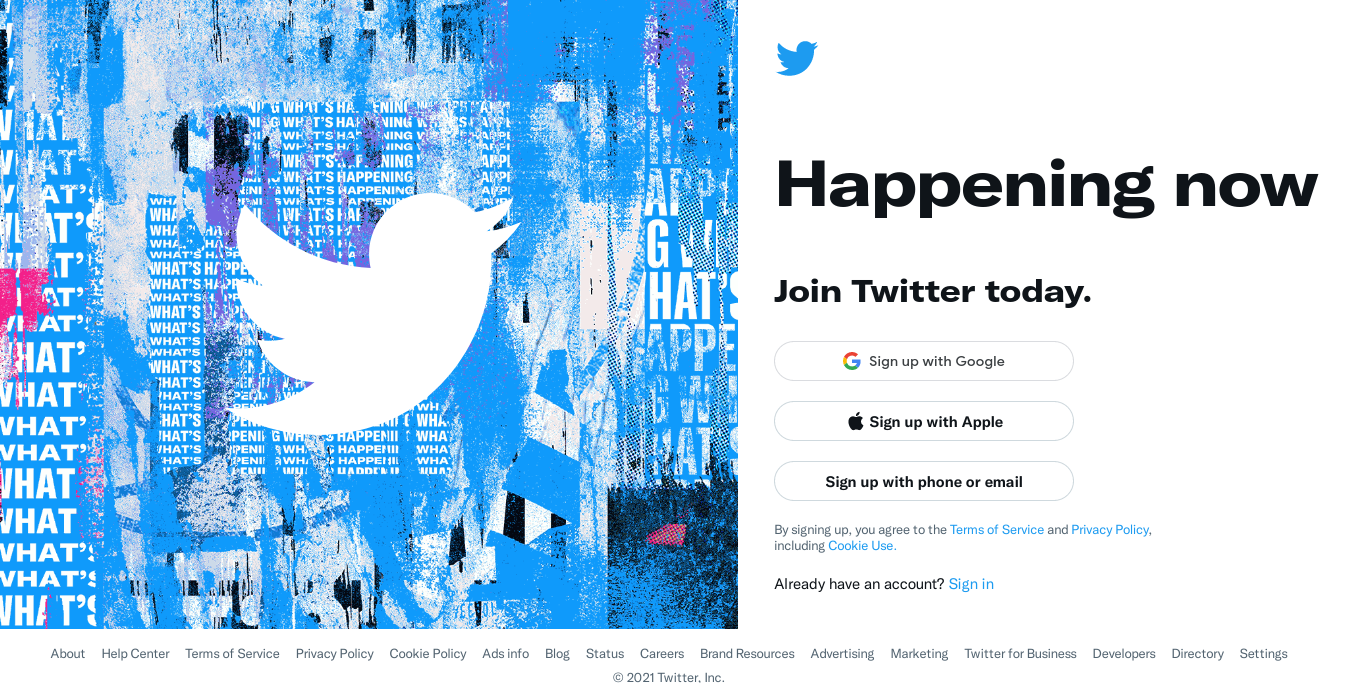 WHAT'S HAPPENING
Happening now
Join Twitter today.
Sign up with Google
Sign up with Apple
Sign up with phone or email
By signing up, you agree to the Terms of Service and Privacy Policy,
including Cookie Use.
Already have an account? Sign in
About Help Center Terms of Service Privacy Policy Cookie Policy Ads info Blog Status Careers Brand Resources Advertising Marketing Twitter for Business Developers Directory Settings
© 2021 Twitter, Inc.